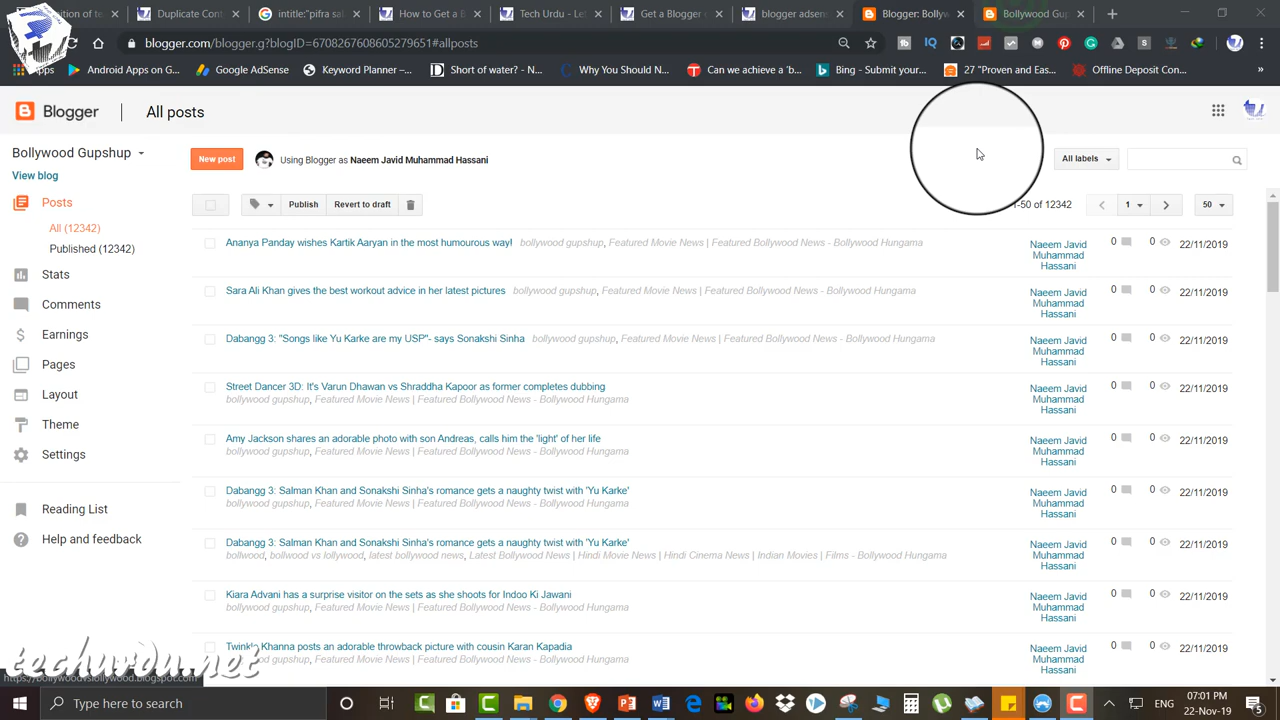 tion of te
Duplicate Cont
intitle:"pifra sal
How to Get a S
Tech Urdu - Let
Get a Blogger
Blogger adsens
Blogger: Bollyw
Bollywood Gup
blogger.com/blogger.g?blogID=6708267608605279651#allposts
Apps
Android Apps on G...
Google AdSense
Keyword Planner –...
Short of water? - N...
Why You Should N...
Can we achieve a 'b...
Bing - Submit your...
27 "Proven and Eas...
Offline Deposit Con...
Blogger
All posts
Bollywood Gupshup
View blog
New post
Using Blogger as Naeem Javid Muhammad Hassani
All labels
Posts
All (12342)
Published (12342)
Stats
Comments
Earnings
Pages
Layout
Theme
Settings
Reading List
Help and feedback
Publish
Revert to draft
1-50 of 12342
1
50
Ananya Panday wishes Kartik Aaryan in the most humourous way! bollywood gupshup, Featured Movie News | Featured Bollywood News - Bollywood Hungama
Naeem Javid Muhammad Hassani
0 0 22/11/2019
Sara Ali Khan gives the best workout advice in her latest pictures bollywood gupshup, Featured Movie News | Featured Bollywood News - Bollywood Hungama
Naeem Javid Muhammad Hassani
0 0 22/11/2019
Dabangg 3: "Songs like Yu Karke are my USP"- says Sonakshi Sinha bollywood gupshup, Featured Movie News | Featured Bollywood News - Bollywood Hungama
Naeem Javid Muhammad Hassani
0 0 22/11/2019
Street Dancer 3D: It's Varun Dhawan vs Shraddha Kapoor as former completes dubbing
bollywood gupshup, Featured Movie News | Featured Bollywood News - Bollywood Hungama
Naeem Javid Muhammad Hassani
0 0 22/11/2019
Amy Jackson shares an adorable photo with son Andreas, calls him the 'light' of her life
bollywood gupshup, Featured Movie News | Featured Bollywood News - Bollywood Hungama
Naeem Javid Muhammad Hassani
0 0 22/11/2019
Dabangg 3: Salman Khan and Sonakshi Sinha's romance gets a naughty twist with 'Yu Karke'
bollywood gupshup, Featured Movie News | Featured Bollywood News - Bollywood Hungama
Naeem Javid Muhammad Hassani
0 0 22/11/2019
Dabangg 3: Salman Khan and Sonakshi Sinha's romance gets a naughty twist with 'Yu Karke'
bollwood, bollwood vs lollywood, latest bollywood news, Latest Bollywood News | Hindi Movie News | Hindi Cinema News | Indian Movies | Films - Bollywood Hungama
Naeem Javid Muhammad Hassani
0 0 22/11/2019
Kiara Advani has a surprise visitor on the sets as she shoots for Indoo Ki Jawani
bollywood gupshup, Featured Movie News | Featured Bollywood News - Bollywood Hungama
Naeem Javid Muhammad Hassani
0 0 22/11/2019
Twinkle Khanna posts an adorable throwback picture with cousin Karan Kapadia
gupshup, Featured Movie News | Featured Bollywood News - Bollywood Hungama
Naeem Javid Muhammad Hassani
0 0 22/11/2019
techurdu.net
https://bollywoodvslollywood.blogspot.com
Type here to search
07:01 PM
22-Nov-19
5